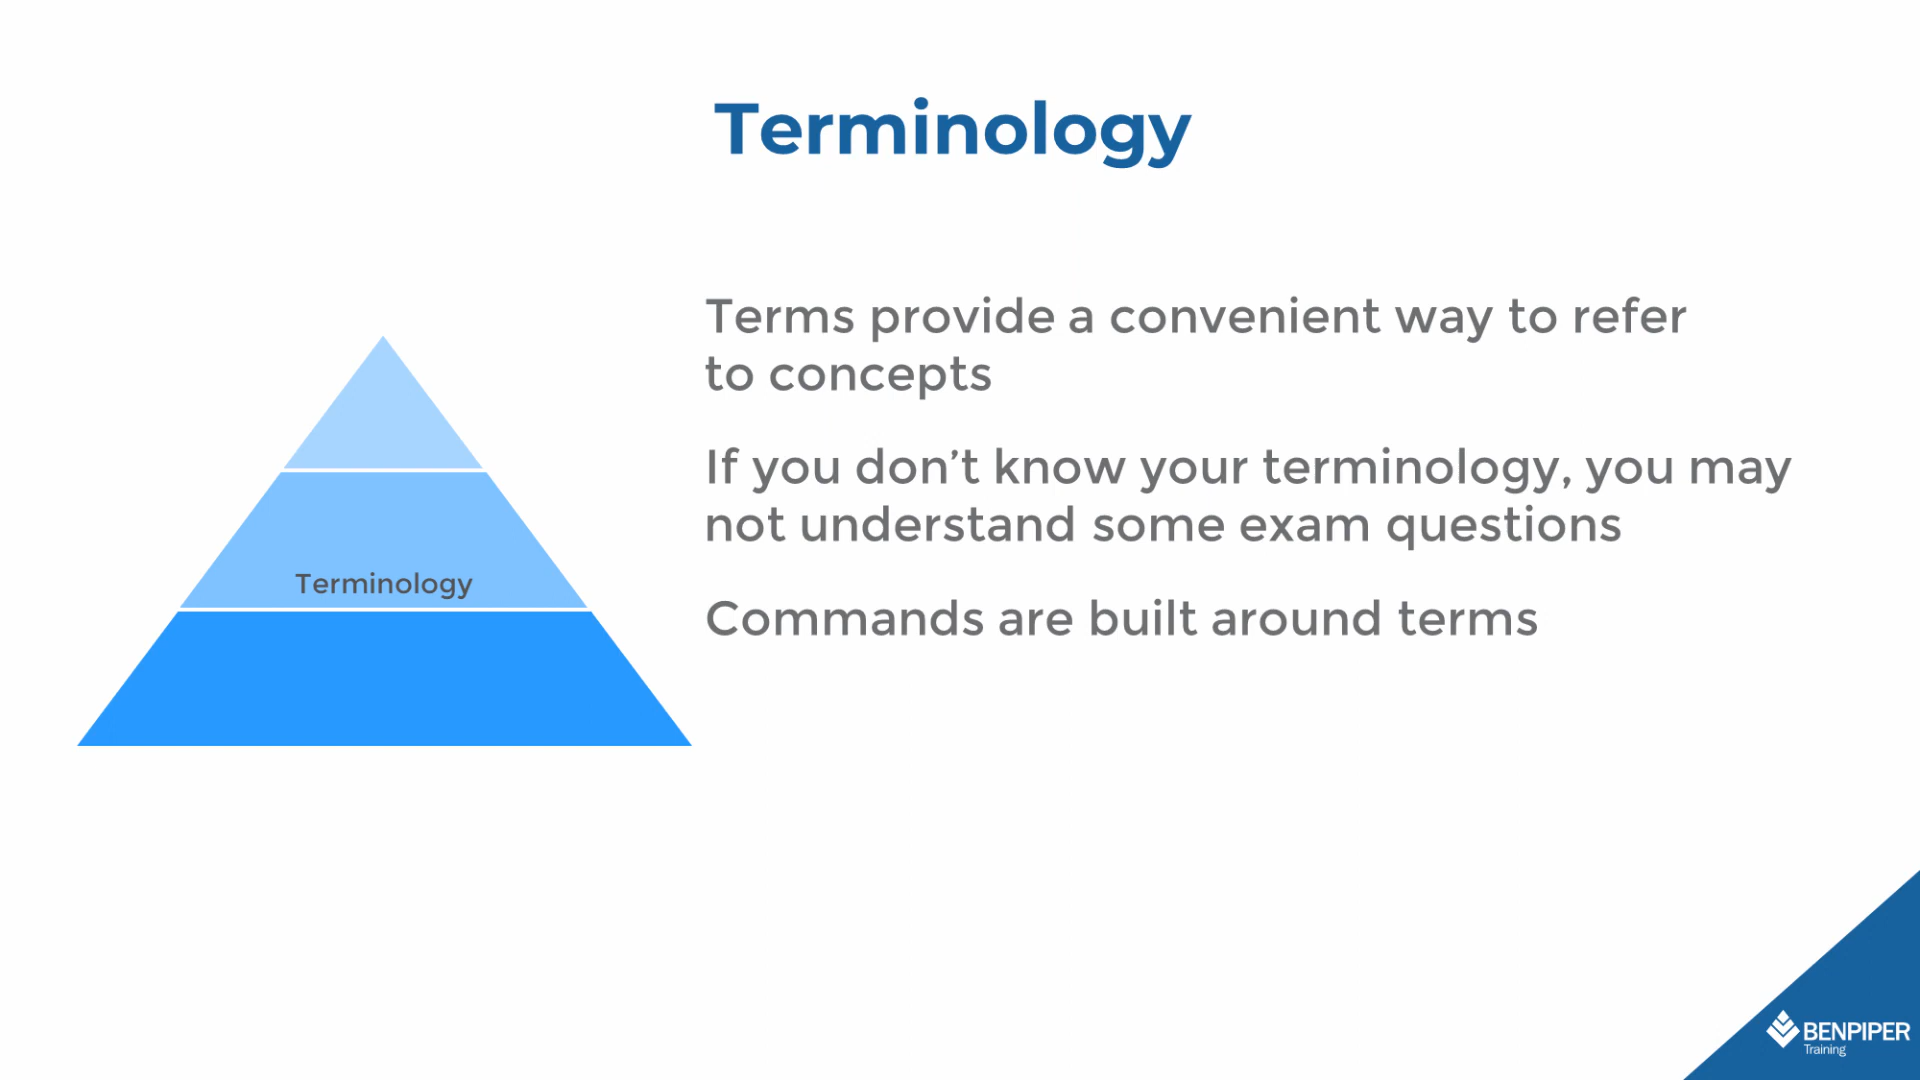 Terminology
Terms provide a convenient way to refer
to concepts
If you don’t know your terminology, you may
not understand some exam questions
Terminology
Commands are built around terms
BENPIPER
Training